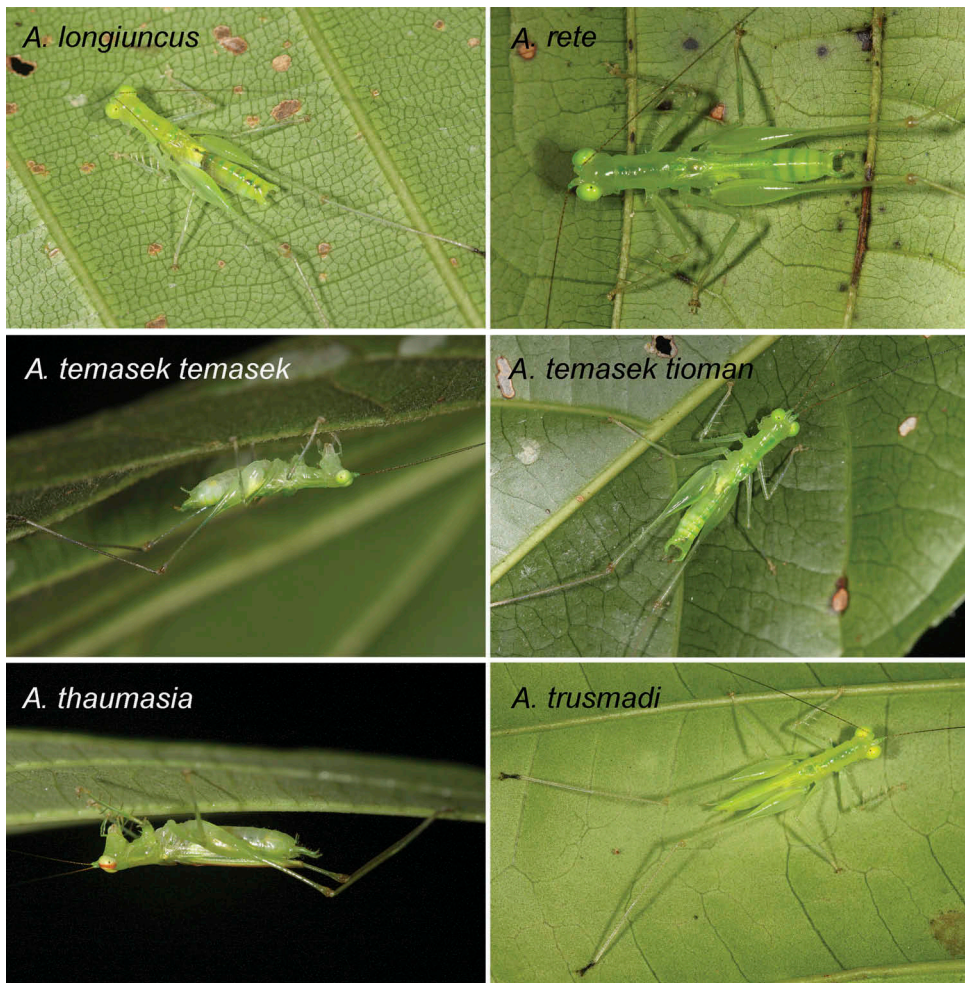 A. longiuncus
A. rete
A. temasek temasek
A. temasek tioman
A. thaumasia
A. trusmadi